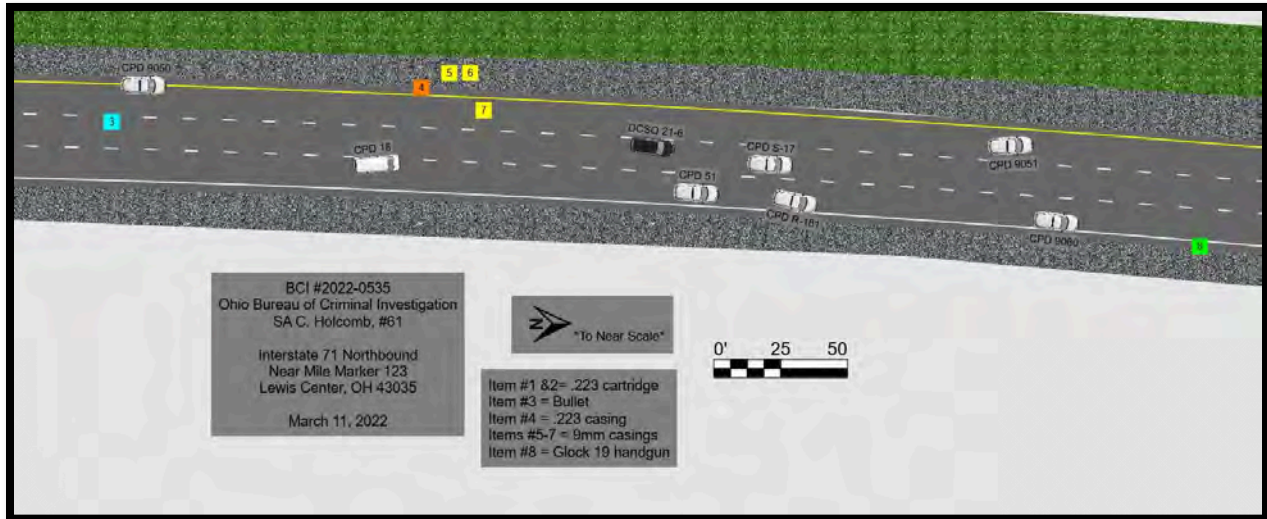 CPD 9050
5 6
4
7
3
DCSO 21-6
CPD 18
CPD S-17
CPD 9051
CPD 51
CPD R-181
CPD 9060
8
BCI #2022-0535
Ohio Bureau of Criminal Investigation
SA C. Holcomb, #61
Interstate 71 Northbound
Near Mile Marker 123
Lewis Center, OH 43035
March 11, 2022
N
"To Near Scale"
0' 25 50
Item #1 &2= .223 cartridge
Item #3 = Bullet
Item #4 = .223 casing
Items #5-7 = 9mm casings
Item #8 = Glock 19 handgun